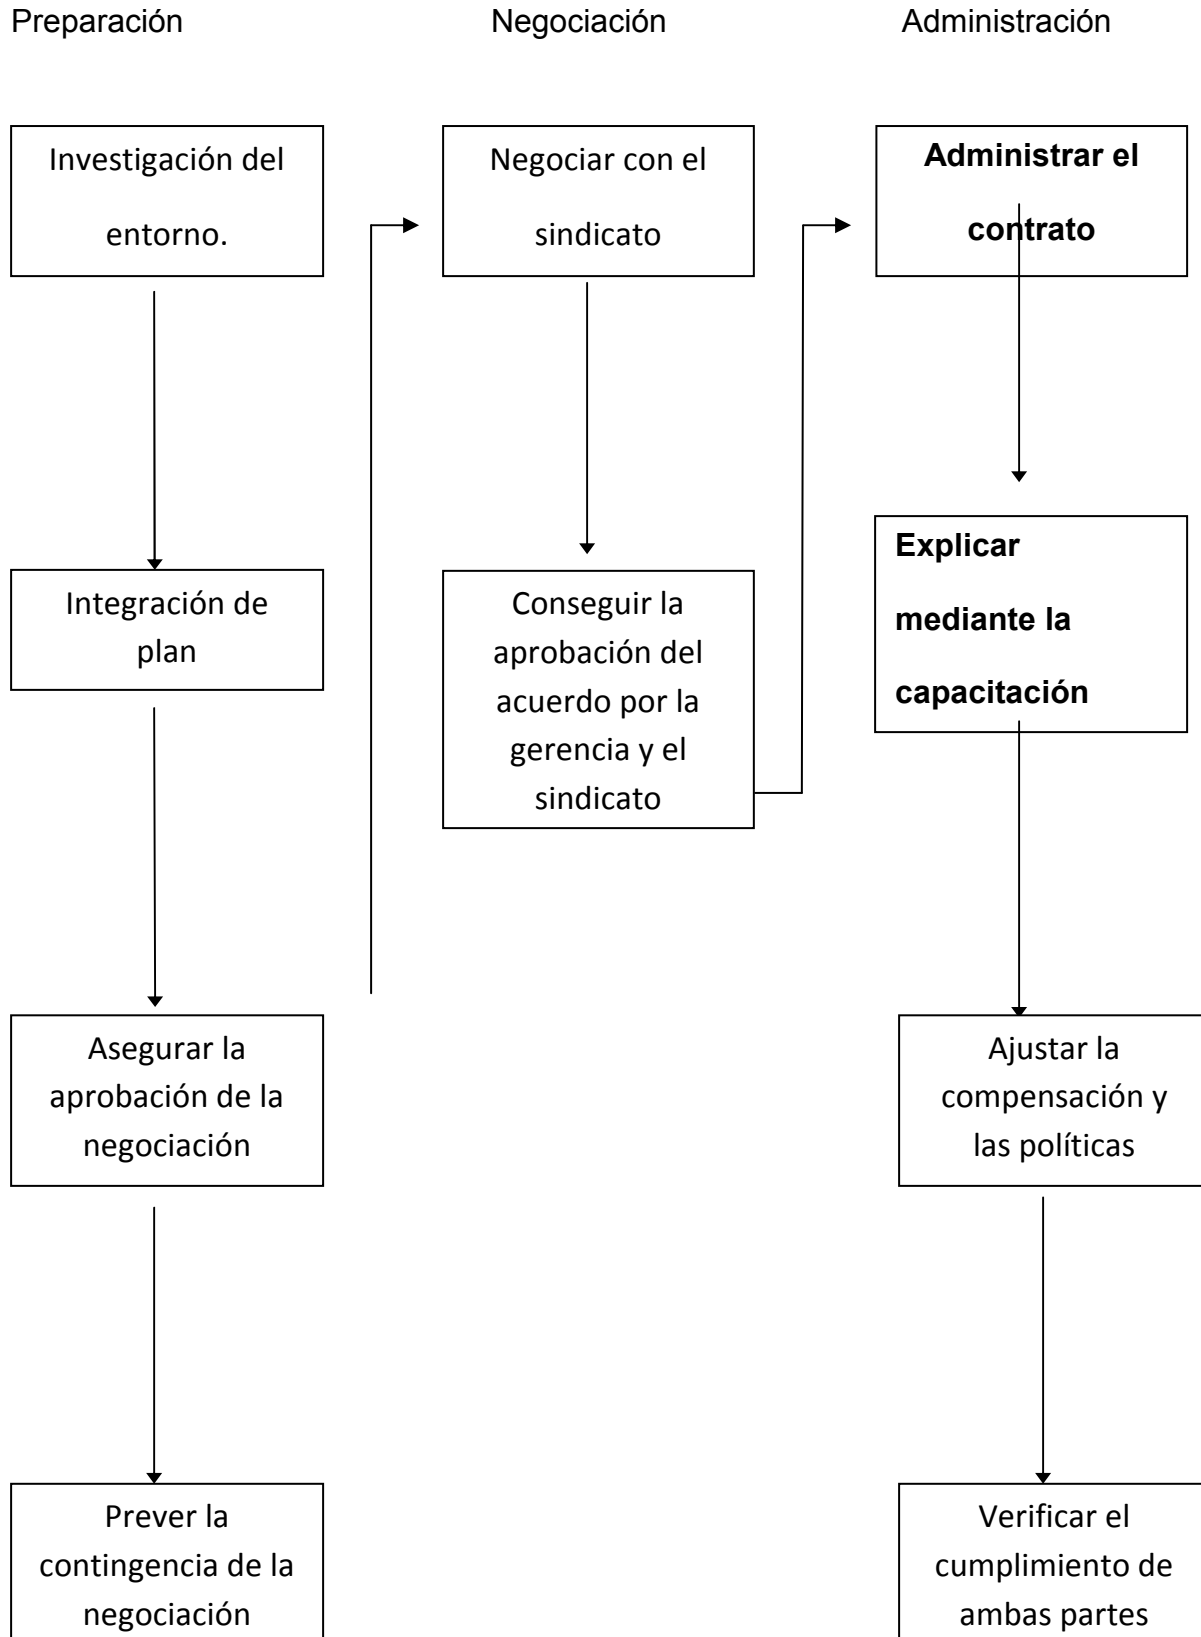 Preparación
Negociación
Administración
Investigación del
entorno.
Integración de
plan
Asegurar la
aprobación de la
negociación
Prever la
contingencia de la
negociación
Negociar con el
sindicato
Conseguir la
aprobación del
acuerdo por la
gerencia y el
sindicato
Administrar el
contrato
Explicar
mediante la
capacitación
Ajustar la
compensación y
las políticas
Verificar el
cumplimiento de
ambas partes